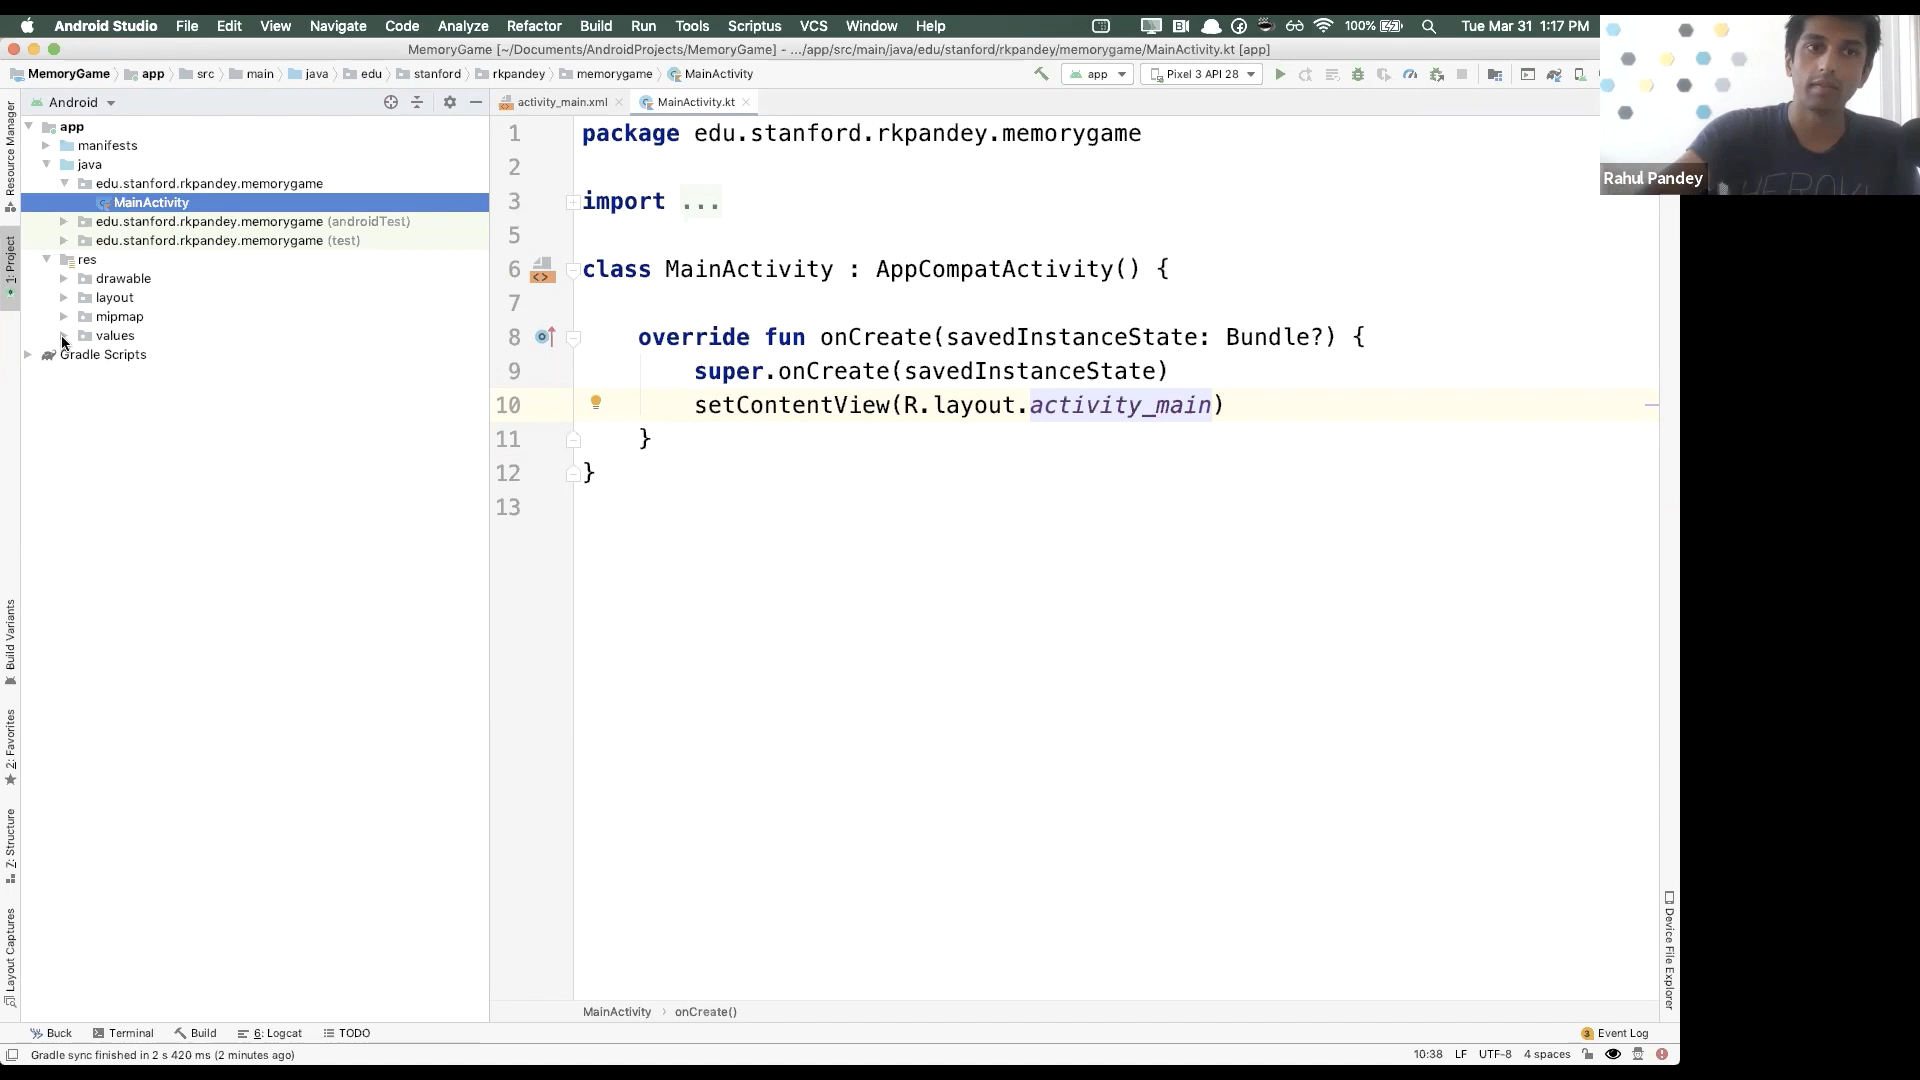 Android Studio File Edit View Navigate Code Analyze Refactor Build Run Tools Scriptus VCS Window Help 100% Tue Mar 31 1:17 PM
MemoryGame [~/Documents/AndroidProjects/MemoryGame] - .../app/src/main/java/edu/stanford/rkpandey/memorygame/MainActivity.kt [app]
MemoryGame app src main java edu stanford rkpandey memorygame MainActivity app Pixel 3 API 28
Android activity_main.xml MainActivity.kt
Resource Manager
1: Project
Build Variants
2: Favorites
Z: Structure
Layout Captures
app
manifests
java
edu.stanford.rkpandey.memorygame
MainActivity
edu.stanford.rkpandey.memorygame (androidTest)
edu.stanford.rkpandey.memorygame (test)
res
drawable
layout
mipmap
values
Gradle Scripts
1 package edu.stanford.rkpandey.memorygame
2
3 import ...
5
6 class MainActivity : AppCompatActivity() {
7
8 override fun onCreate(savedInstanceState: Bundle?) {
9 super.onCreate(savedInstanceState)
10 setContentView(R.layout.activity_main)
11 }
12 }
13
Rahul Pandey
Device File Explorer
MainActivity › onCreate()
Buck Terminal Build 6: Logcat TODO 3 Event Log
Gradle sync finished in 2 s 420 ms (2 minutes ago) 10:38 LF UTF-8 4 spaces